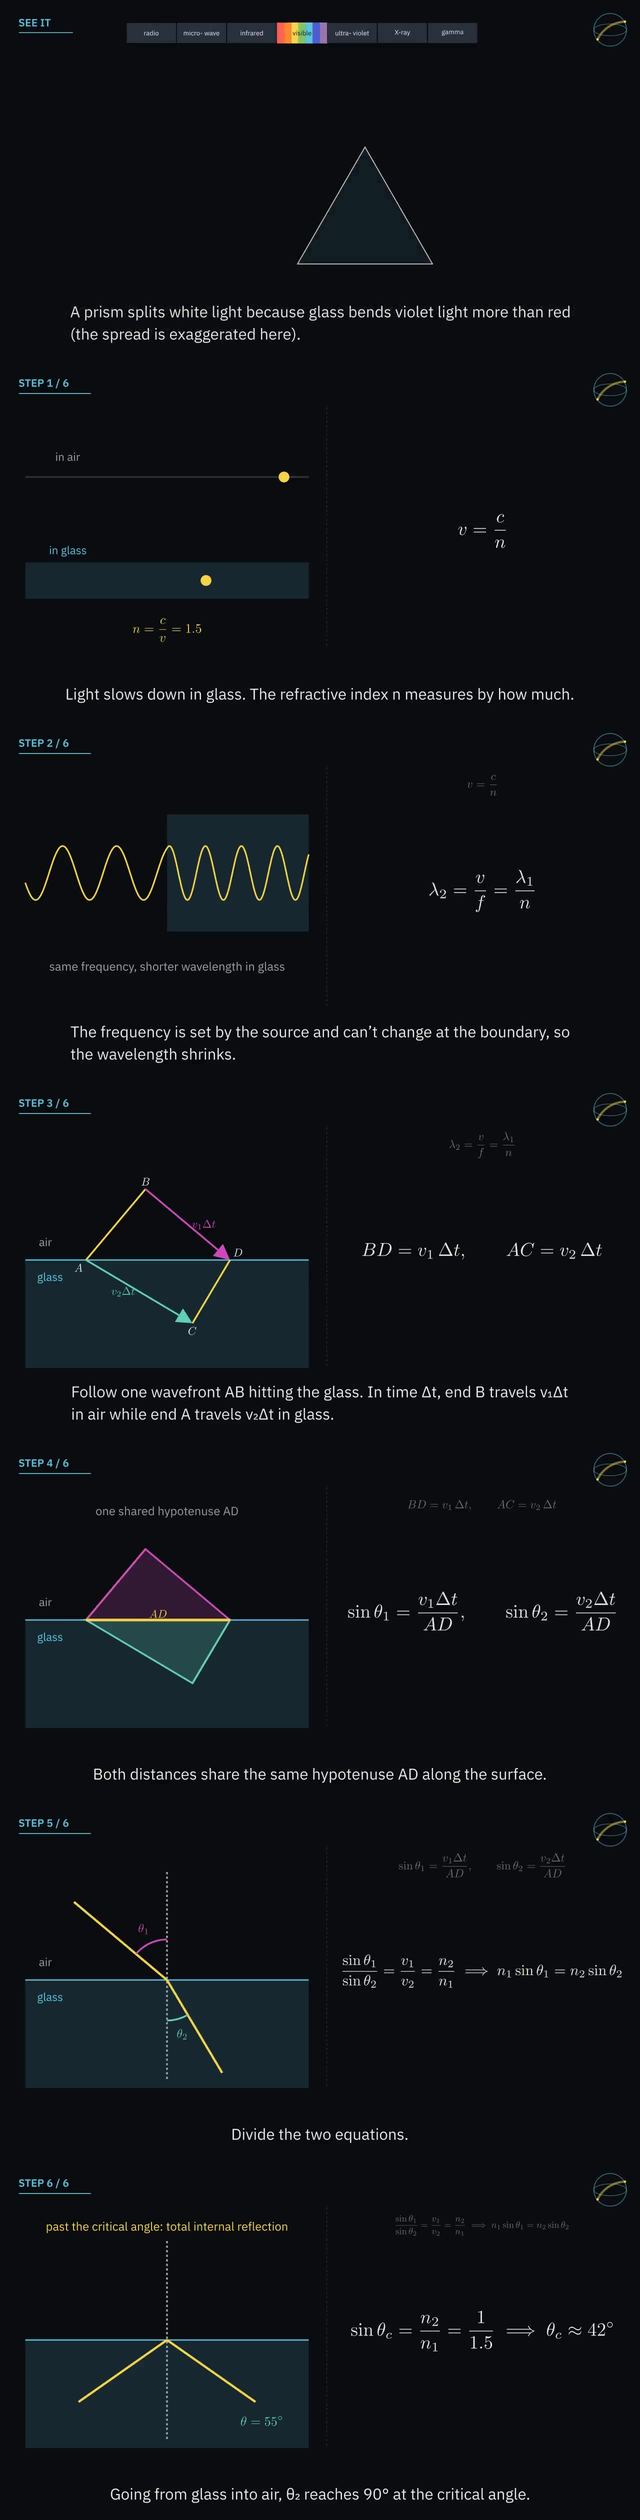 SEE IT
radio micro- wave infrared visible ultra- violet X-ray gamma
A prism splits white light because glass bends violet light more than red
(the spread is exaggerated here).
STEP 1 / 6
in air
v = c/n
in glass
n = c/v = 1.5
Light slows down in glass. The refractive index n measures by how much.
STEP 2 / 6
v = c/n
λ₂ = v/f = λ₁/n
same frequency, shorter wavelength in glass
The frequency is set by the source and can’t change at the boundary, so
the wavelength shrinks.
STEP 3 / 6
λ₂ = v/f = λ₁/n
B
v₁Δt
air
D
BD = v₁ Δt, AC = v₂ Δt
A
glass
v₂Δt
C
Follow one wavefront AB hitting the glass. In time Δt, end B travels v₁Δt
in air while end A travels v₂Δt in glass.
STEP 4 / 6
BD = v₁ Δt, AC = v₂ Δt
one shared hypotenuse AD
air
AD
sin θ₁ = v₁Δt/AD, sin θ₂ = v₂Δt/AD
glass
Both distances share the same hypotenuse AD along the surface.
STEP 5 / 6
sin θ₁ = v₁Δt/AD, sin θ₂ = v₂Δt/AD
θ₁
air
sin θ₁/sin θ₂ = v₁/v₂ = n₂/n₁ ⟹ n₁ sin θ₁ = n₂ sin θ₂
glass
θ₂
Divide the two equations.
STEP 6 / 6
sin θ₁/sin θ₂ = v₁/v₂ = n₂/n₁ ⟹ n₁ sin θ₁ = n₂ sin θ₂
past the critical angle: total internal reflection
sin θc = n₂/n₁ = 1/1.5 ⟹ θc ≈ 42°
θ = 55°
Going from glass into air, θ₂ reaches 90° at the critical angle.